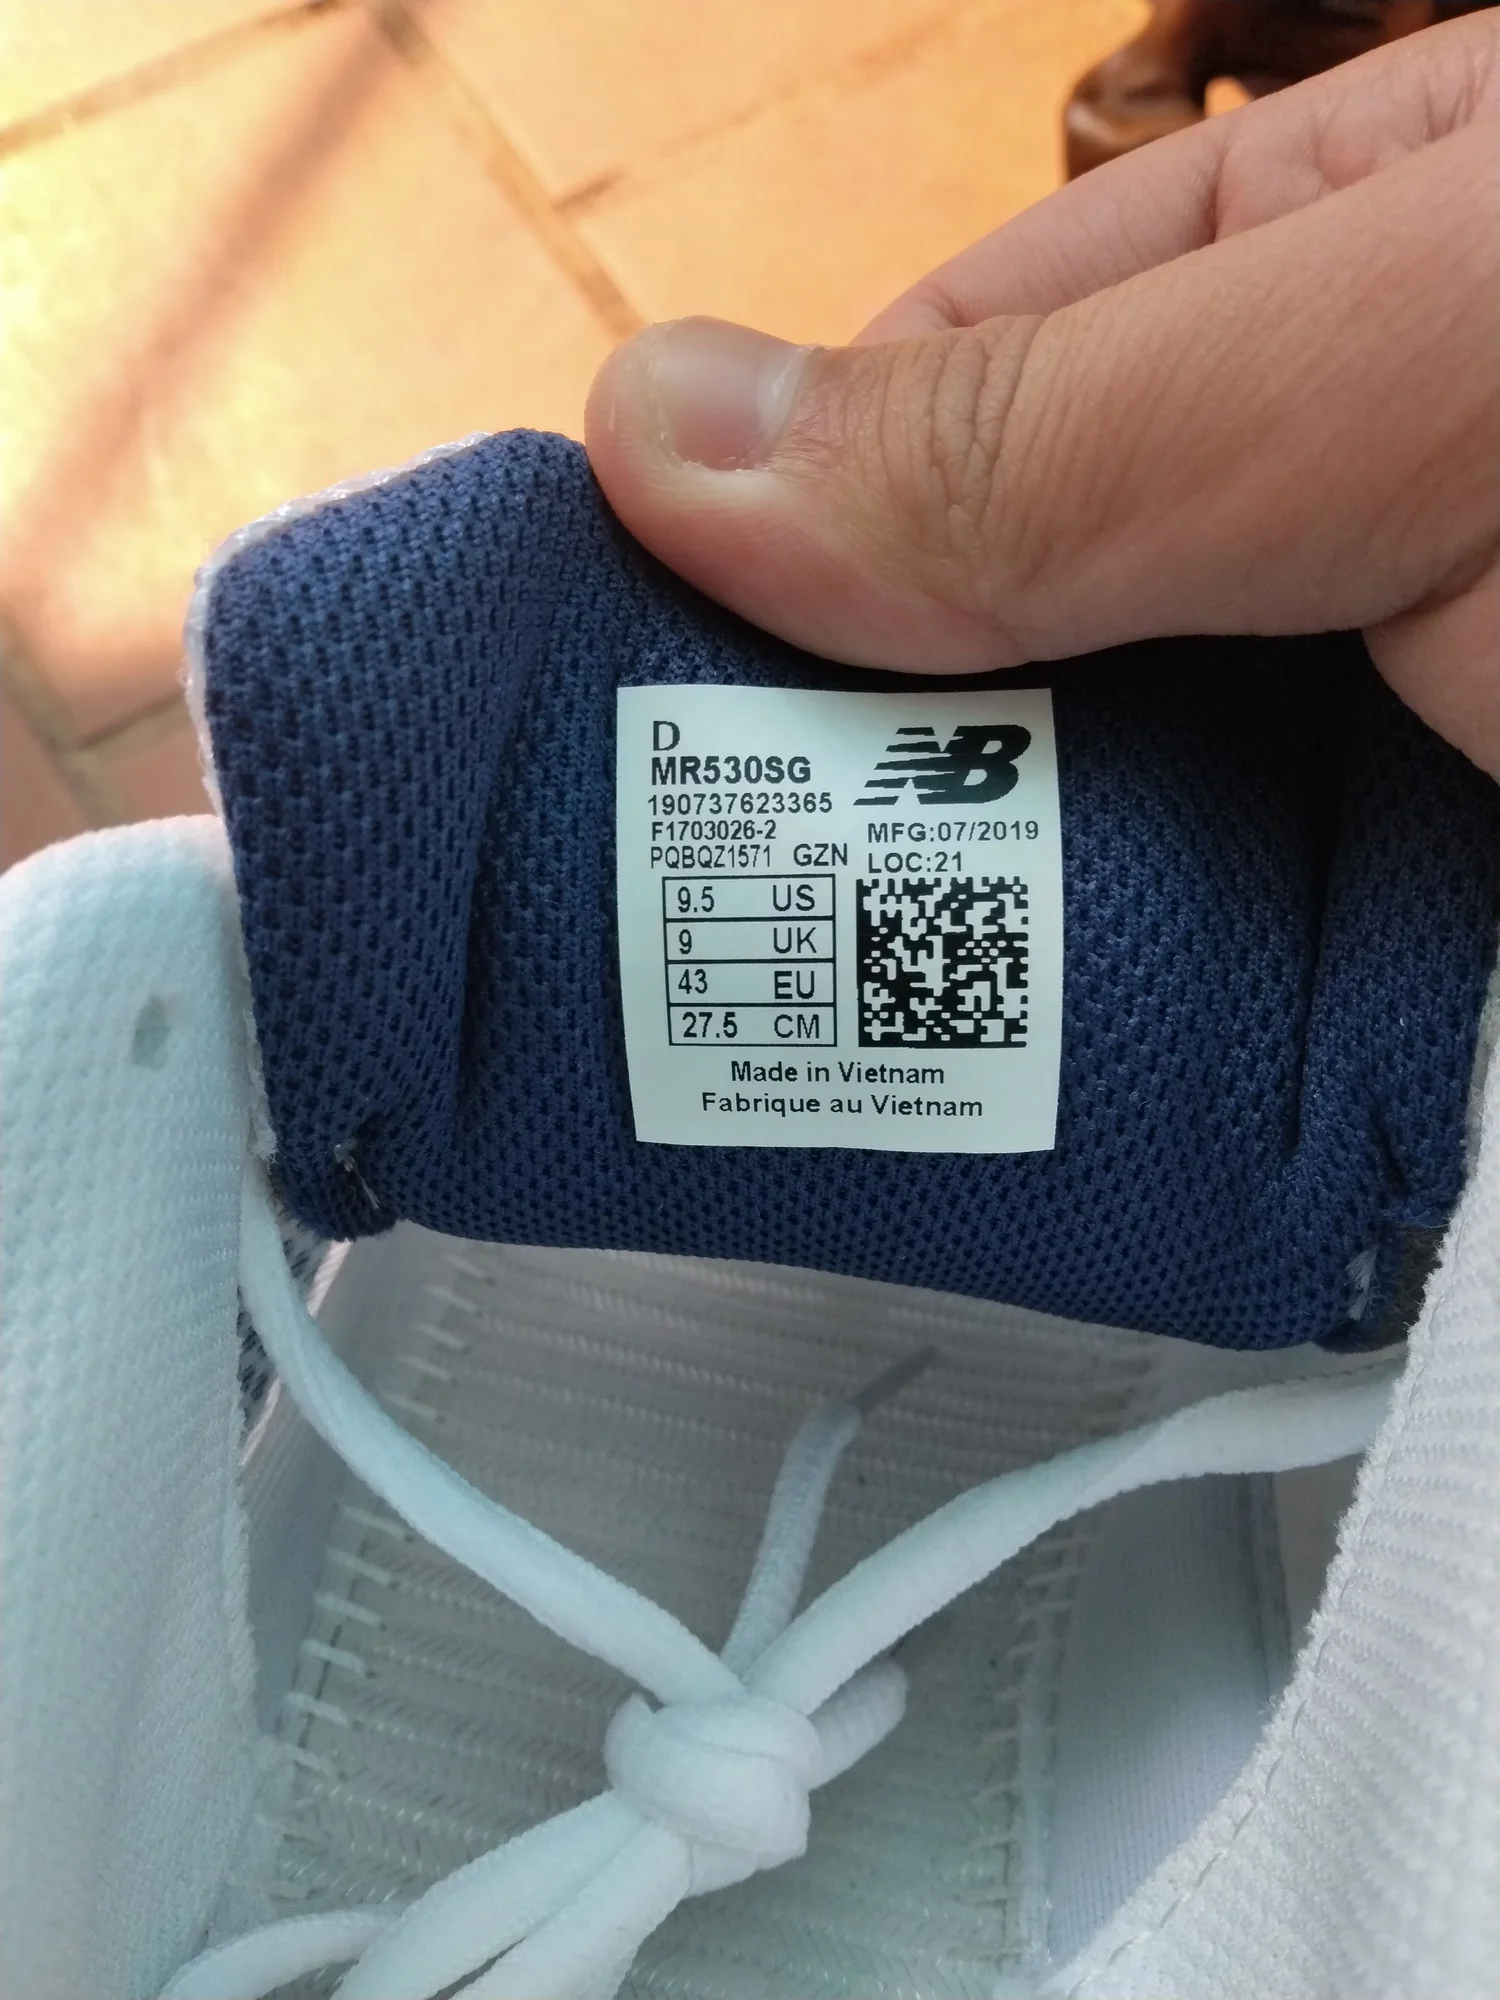 D
NB
MR530SG
190737623365
F1703026-2
MFG:07/2019
PQBQZ1571 GZN
LOC:21
9.5 US
9 UK
43 EU
27.5 CM
Made in Vietnam
Fabrique au Vietnam